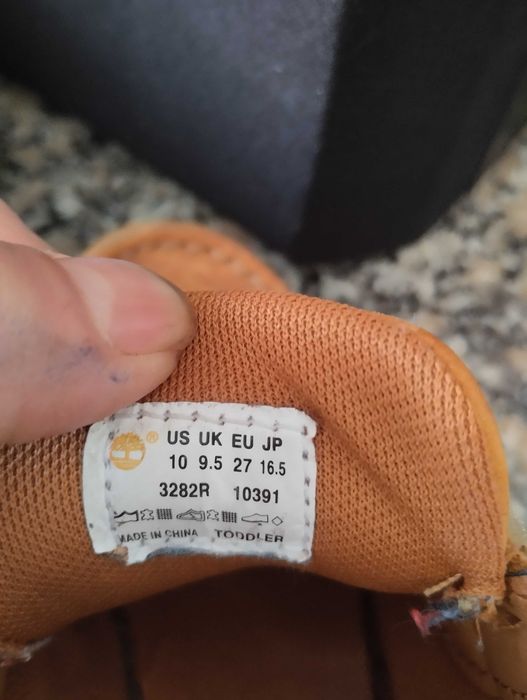 ® US UK EU JP
10 9.5 27 16.5
3282R 10391
MADE IN CHINA TODDLER